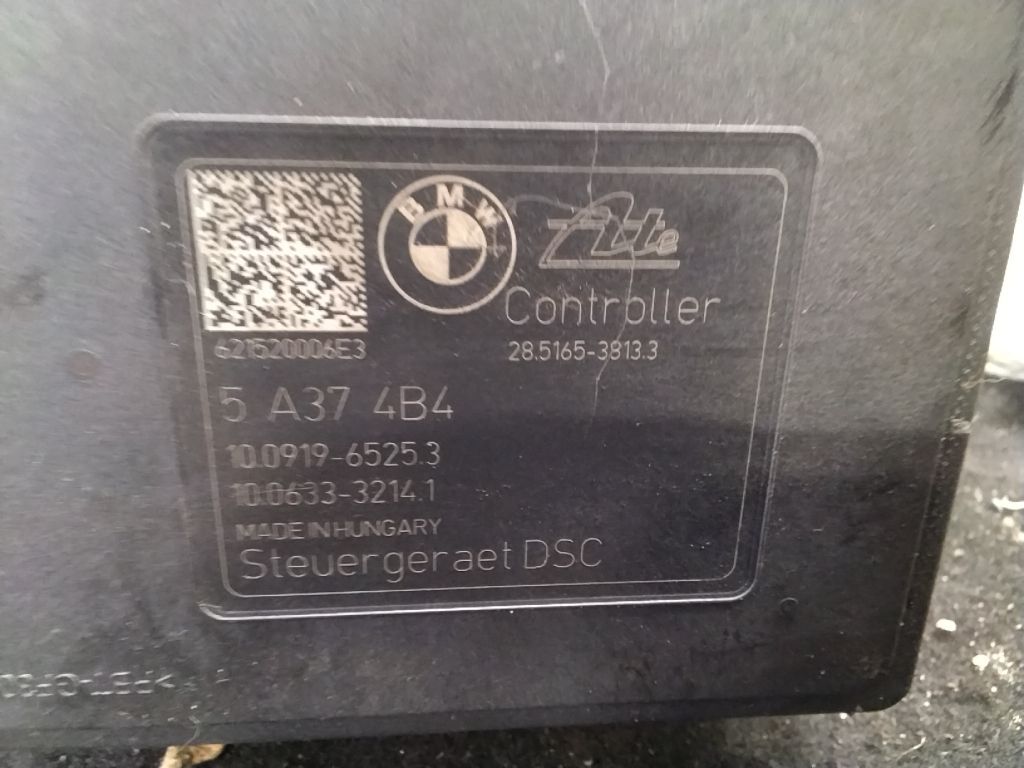 BMW
Ate
Controller
621520006E3
28.5165-3813.3
5 A37 4B4
10.0919-6525.3
10.0633-3214.1
MADE IN HUNGARY
Steuergeraet DSC